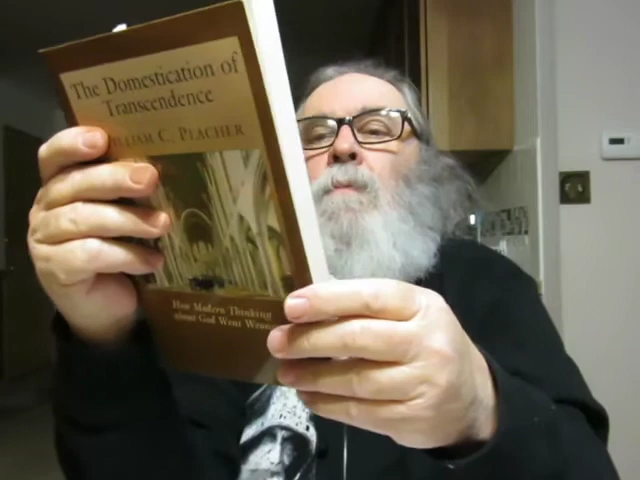 The Domestication of
Transcendence
WILLIAM C. PLACHER
How Modern Thinking
about God Went Wrong